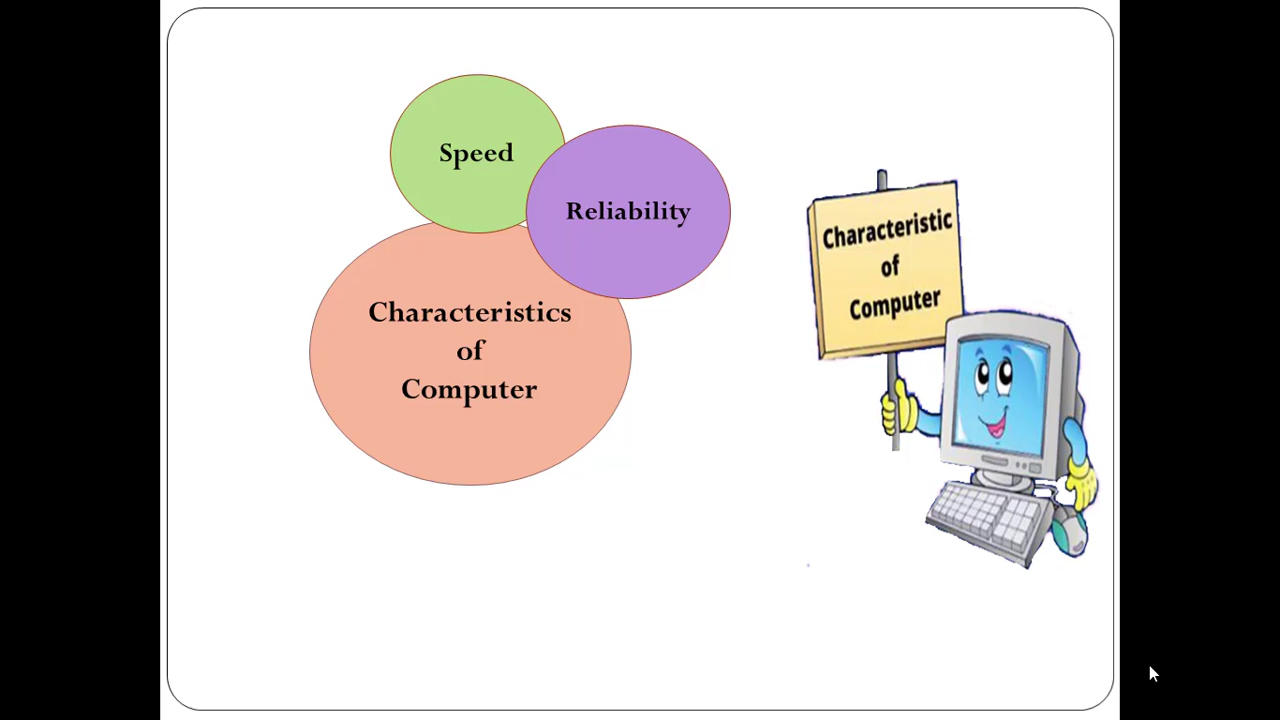 Speed
Reliability
Characteristics
of
Computer
Characteristic
of
Computer